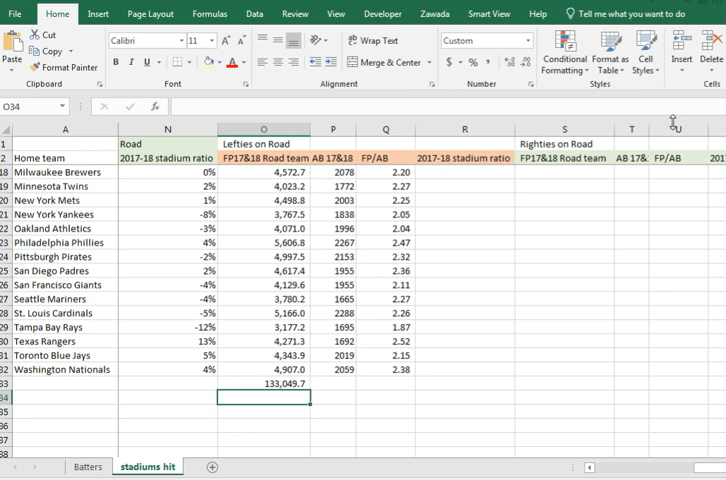 File Home Insert Page Layout Formulas Data Review View Developer Zawada Smart View Help Tell me what you want to do
Cut
Copy
Format Painter
Paste
Clipboard
Calibri 11 A A
B I U A
Font
Wrap Text
Merge & Center
Alignment
Custom
$ % , .00 .00
Number
Conditional Formatting Format as Table Cell Styles
Styles
Insert Delete
Cells
O34 fx
A N O P Q R S T U
1 Road Lefties on Road Righties on Road
2 Home team 2017-18 stadium ratio FP17&18 Road team AB 17&18 FP/AB 2017-18 stadium ratio FP17&18 Road team AB 17& FP/AB 2017-18
18 Milwaukee Brewers 0% 4,572.7 2078 2.20
19 Minnesota Twins 2% 4,023.2 1772 2.27
20 New York Mets 1% 4,498.8 2003 2.25
21 New York Yankees -8% 3,767.5 1838 2.05
22 Oakland Athletics -3% 4,071.0 1996 2.04
23 Philadelphia Phillies 4% 5,606.8 2267 2.47
24 Pittsburgh Pirates -2% 4,997.5 2153 2.32
25 San Diego Padres 2% 4,617.4 1955 2.36
26 San Francisco Giants -4% 4,129.6 1955 2.11
27 Seattle Mariners -4% 3,780.2 1665 2.27
28 St. Louis Cardinals -5% 5,166.0 2288 2.26
29 Tampa Bay Rays -12% 3,177.2 1695 1.87
30 Texas Rangers 13% 4,271.3 1692 2.52
31 Toronto Blue Jays 5% 4,343.9 2019 2.15
32 Washington Nationals 4% 4,907.0 2059 2.38
33 133,049.7
34
35
36
37
38
Batters stadiums hit